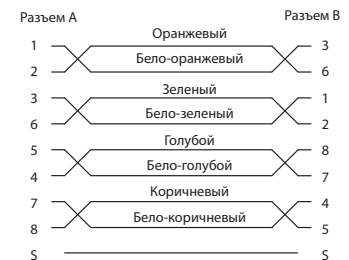 Разъем A Разъем B
Оранжевый
1 3
Бело-оранжевый
2 6
Зеленый
3 1
Бело-зеленый
6 2
Голубой
5 8
Бело-голубой
4 7
Коричневый
7 4
Бело-коричневый
8 5
S S